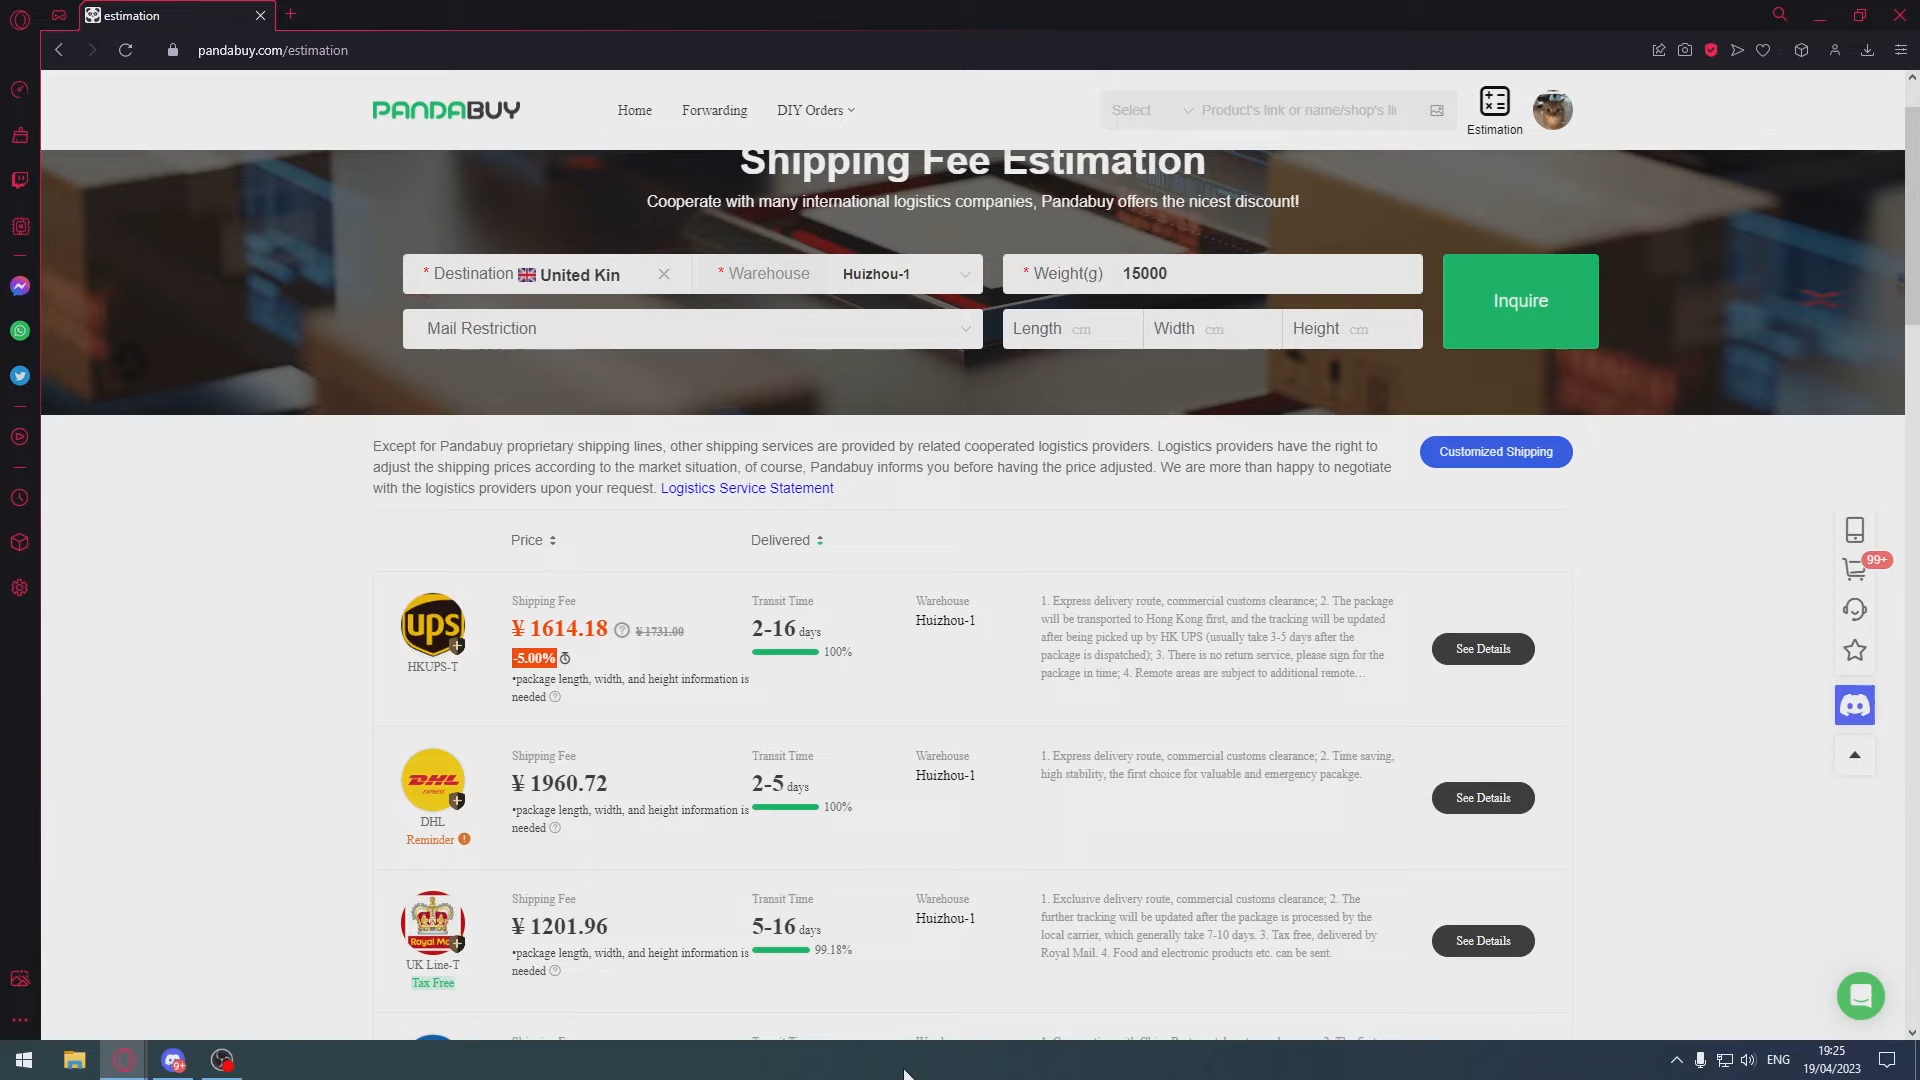 estimation
pandabuy.com/estimation
PANDABUY
Home
Forwarding
DIY Orders
Select
Product's link or name/shop's li
Estimation
Shipping Fee Estimation
Cooperate with many international logistics companies, Pandabuy offers the nicest discount!
* Destination United Kin
* Warehouse Huizhou-1
* Weight(g) 15000
Inquire
Mail Restriction
Length cm
Width cm
Height cm
Except for Pandabuy proprietary shipping lines, other shipping services are provided by related cooperated logistics providers. Logistics providers have the right to
adjust the shipping prices according to the market situation, of course, Pandabuy informs you before having the price adjusted. We are more than happy to negotiate
with the logistics providers upon your request. Logistics Service Statement
Customized Shipping
Price
Delivered
99+
ups
HKUPS-T
Shipping Fee
¥ 1614.18 ¥ 1731.00
-5.00%
•package length, width, and height information is
needed
Transit Time
2-16 days
100%
Warehouse
Huizhou-1
1. Express delivery route, commercial customs clearance; 2. The package
will be transported to Hong Kong first, and the tracking will be updated
after being picked up by HK UPS (usually take 3-5 days after the
package is dispatched); 3. There is no return service, please sign for the
package in time; 4. Remote areas are subject to additional remote…
See Details
DHL
EXPRESS
DHL
Reminder
Shipping Fee
¥ 1960.72
•package length, width, and height information is
needed
Transit Time
2-5 days
100%
Warehouse
Huizhou-1
1. Express delivery route, commercial customs clearance; 2. Time saving,
high stability, the first choice for valuable and emergency pacakge.
See Details
Royal Ma
UK Line-T
Tax Free
Shipping Fee
¥ 1201.96
•package length, width, and height information is
needed
Transit Time
5-16 days
99.18%
Warehouse
Huizhou-1
1. Exclusive delivery route, commercial customs clearance; 2. The
further tracking will be updated after the package is processed by the
local carrier, which generally take 7-10 days. 3. Tax free, delivered by
Royal Mail. 4. Food and electronic products etc. can be sent.
See Details
9+
ENG
19:25
19/04/2023